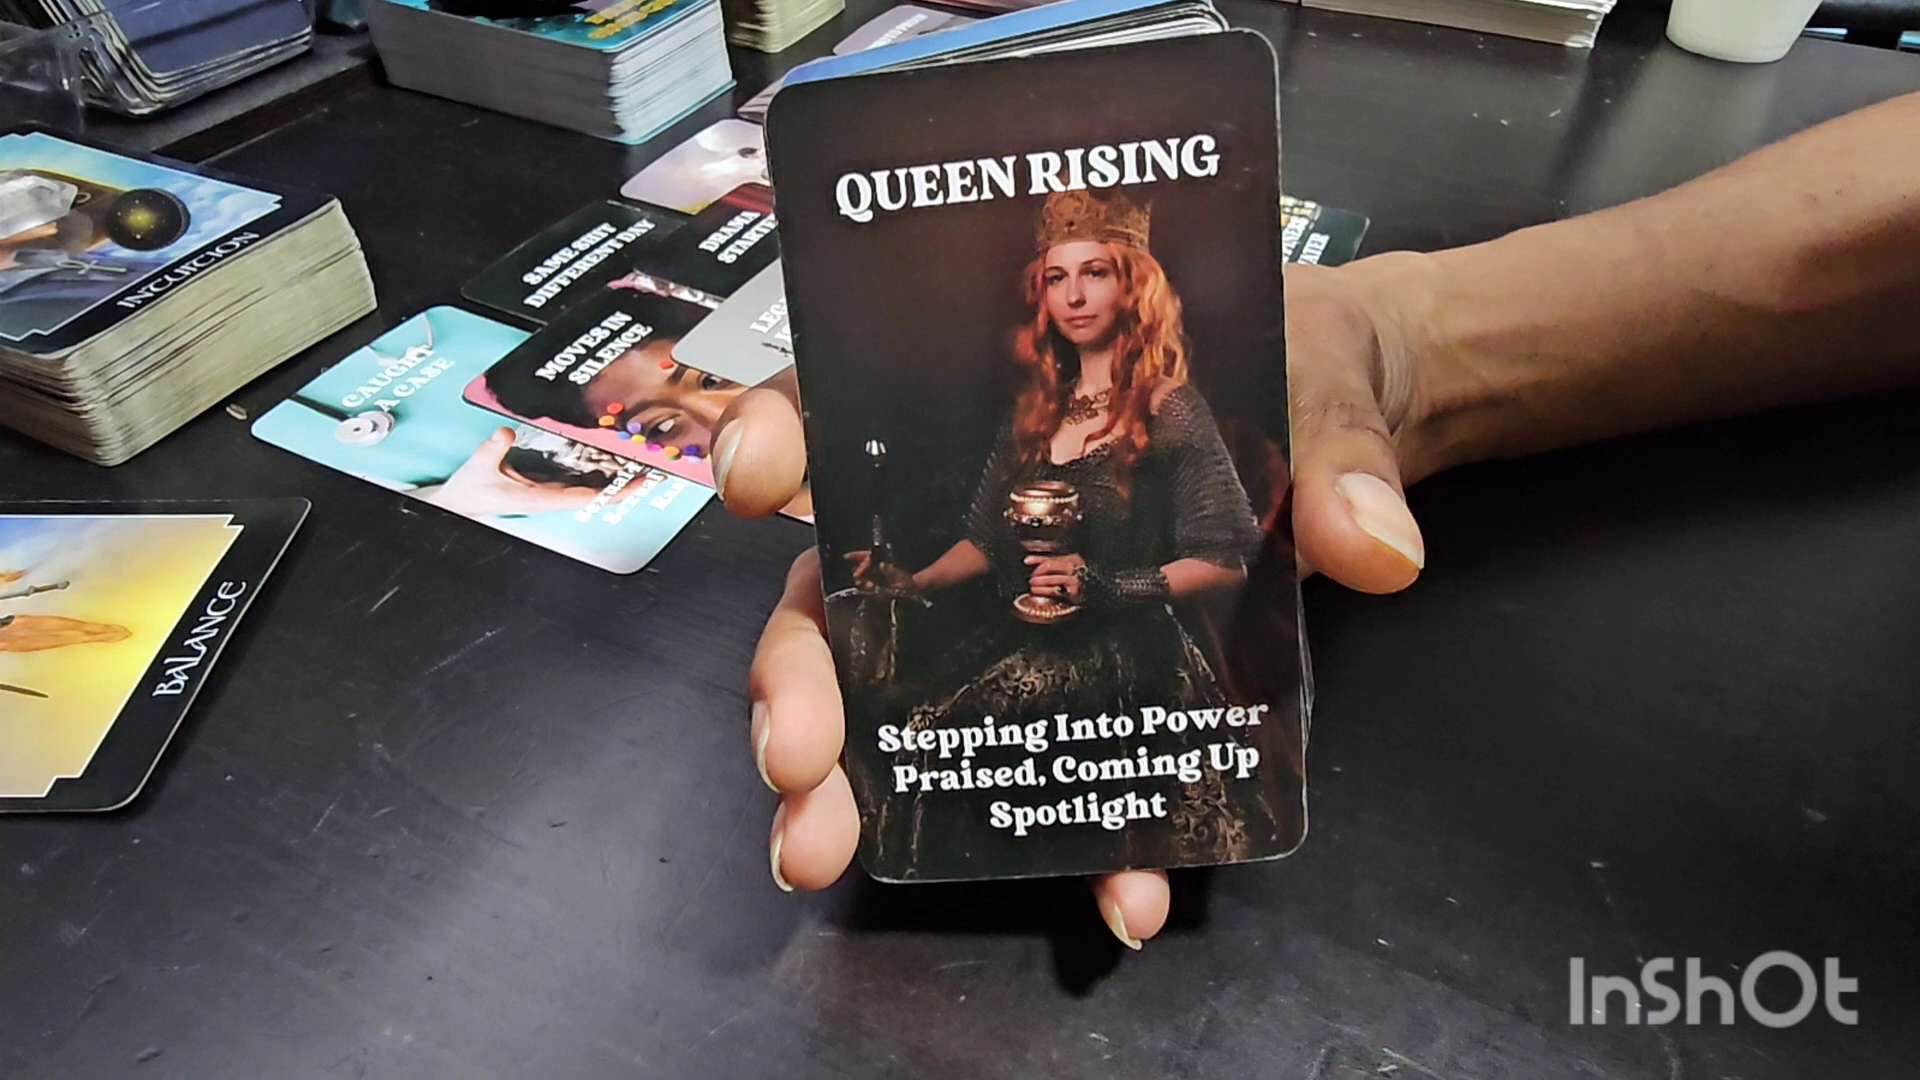 QUEEN RISING
Stepping Into Power
Praised, Coming Up
Spotlight
SAME SHIT
DIFFERENT DAY
DRAMA
MOVES IN
SILENCE
CAUGHT
A CASE
INTUITION
BALANCE
InShOt